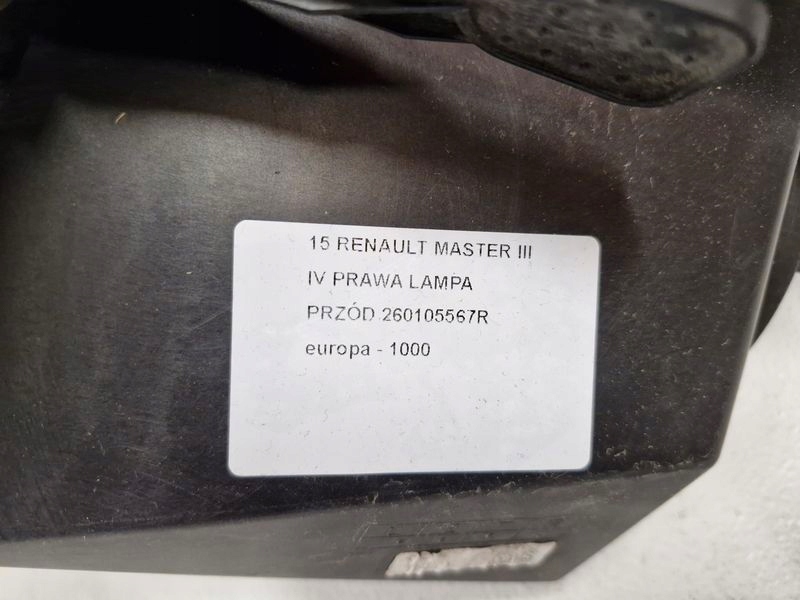 15 RENAULT MASTER III
IV PRAWA LAMPA
PRZÓD 260105567R
europa - 1000